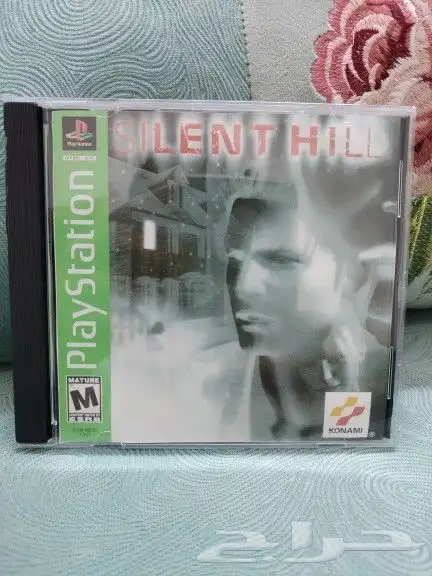 PlayStation
SILENT HILL
PlayStation
MATURE
M
ESRB
KONAMI
®
حراج